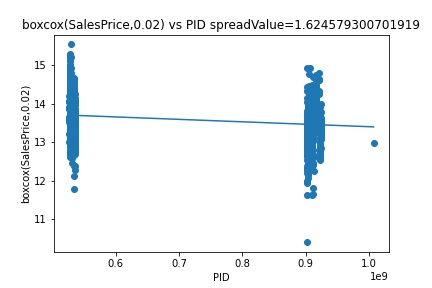 boxcox(SalesPrice,0.02) vs PID spreadValue=1.624579300701919
boxcox(SalesPrice,0.02)
15
14
13
12
11
0.6
0.7
0.8
0.9
1.0
1e9
PID